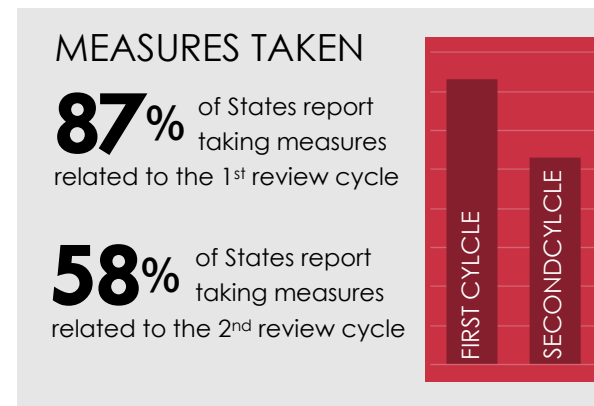 MEASURES TAKEN
87% of States report
taking measures
related to the 1st review cycle
58% of States report
taking measures
related to the 2nd review cycle
FIRST CYLCLE
SECONDCYLCLE